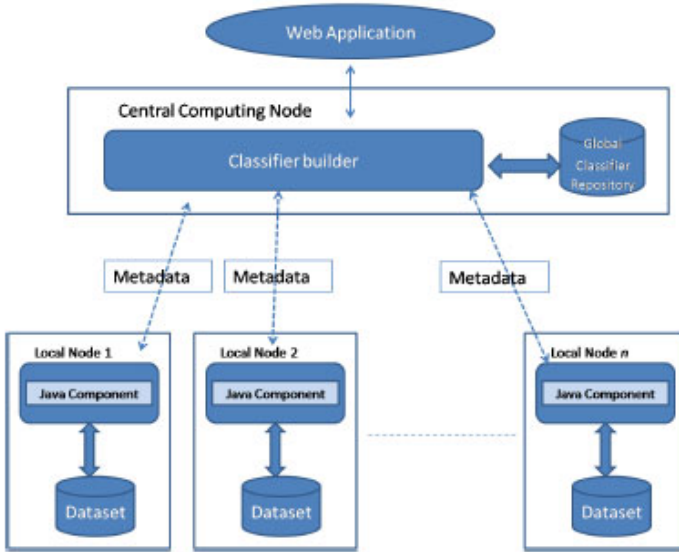 Web Application
Central Computing Node
Classifier builder
Global
Classifier
Repository
Metadata
Metadata
Metadata
Local Node 1
Local Node 2
Local Node n
Java Component
Java Component
Java Component
Dataset
Dataset
Dataset